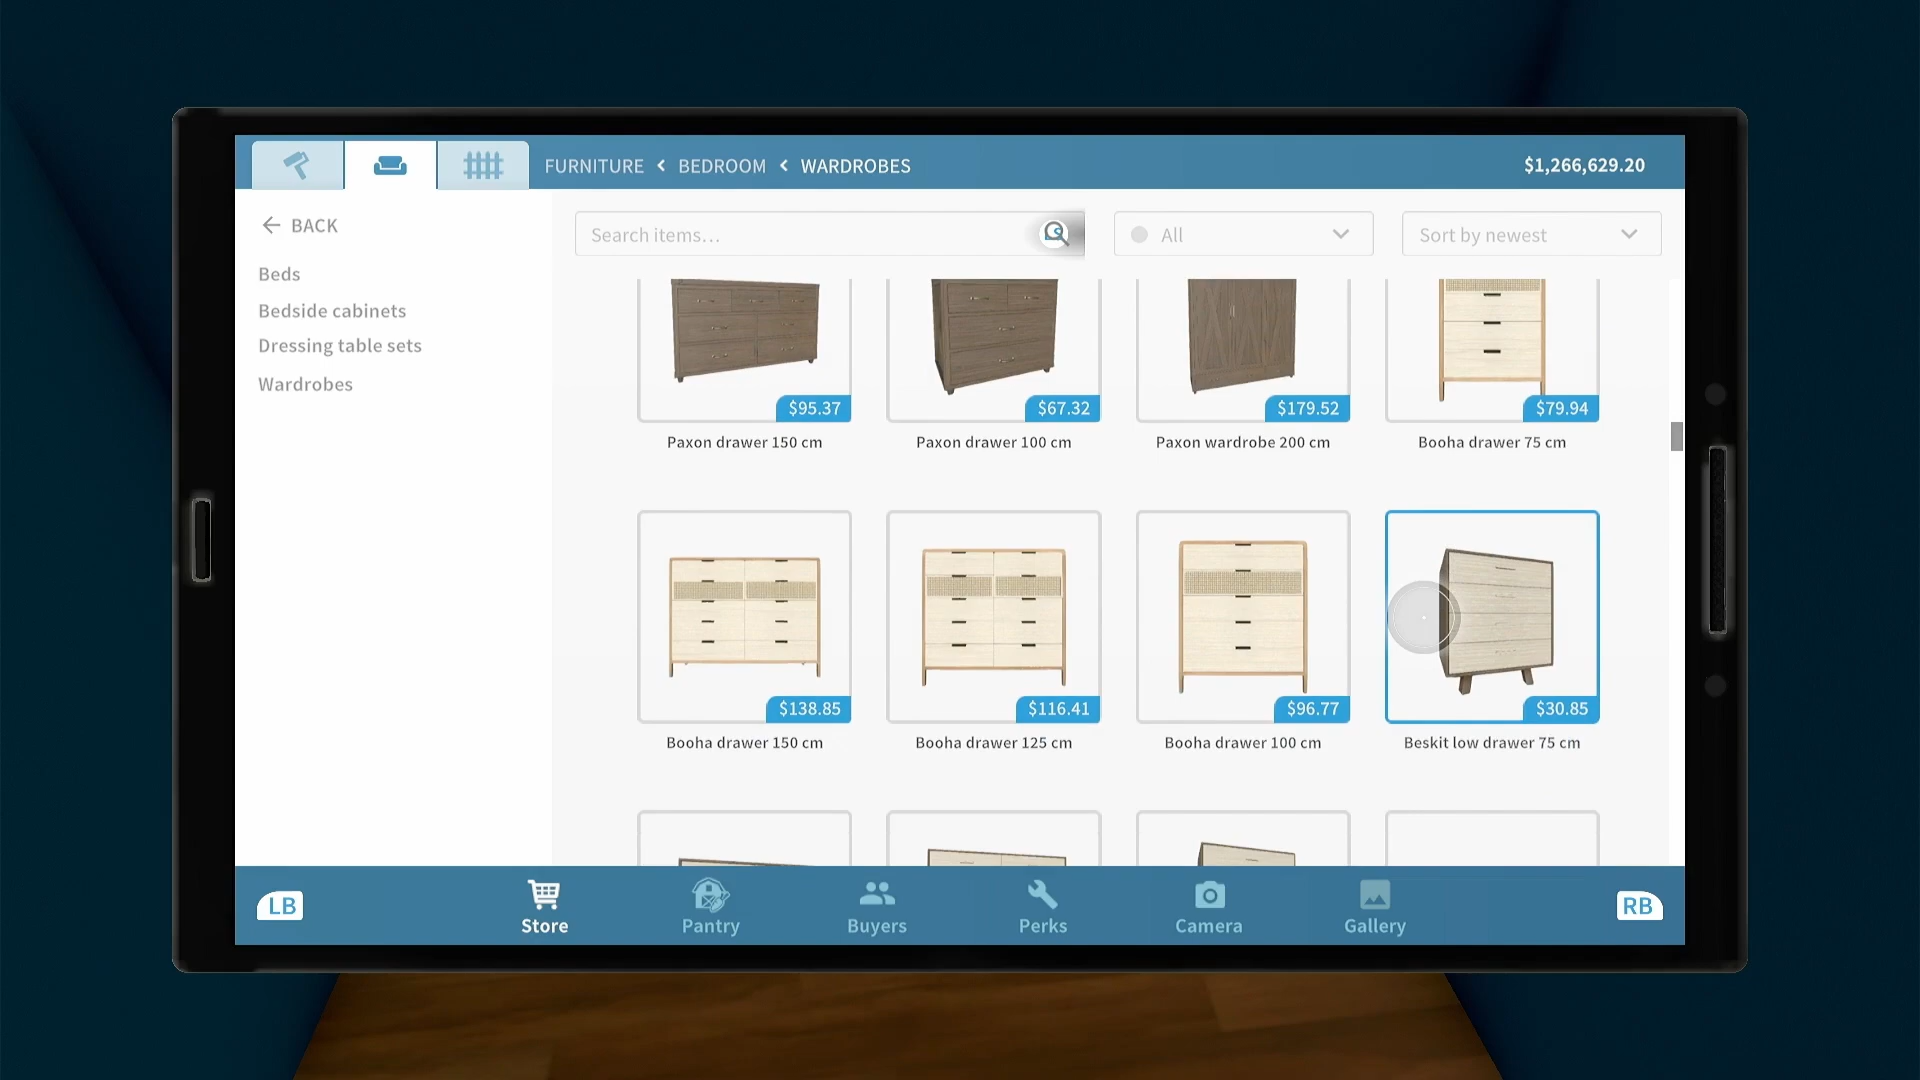 FURNITURE < BEDROOM < WARDROBES
$1,266,629.20
BACK
Beds
Bedside cabinets
Dressing table sets
Wardrobes
Search items...
LS
All
Sort by newest
$95.37
$67.32
$179.52
$79.94
Paxon drawer 150 cm
Paxon drawer 100 cm
Paxon wardrobe 200 cm
Booha drawer 75 cm
$138.85
$116.41
$96.77
$30.85
Booha drawer 150 cm
Booha drawer 125 cm
Booha drawer 100 cm
Beskit low drawer 75 cm
LB
Store
Pantry
Buyers
Perks
Camera
Gallery
RB